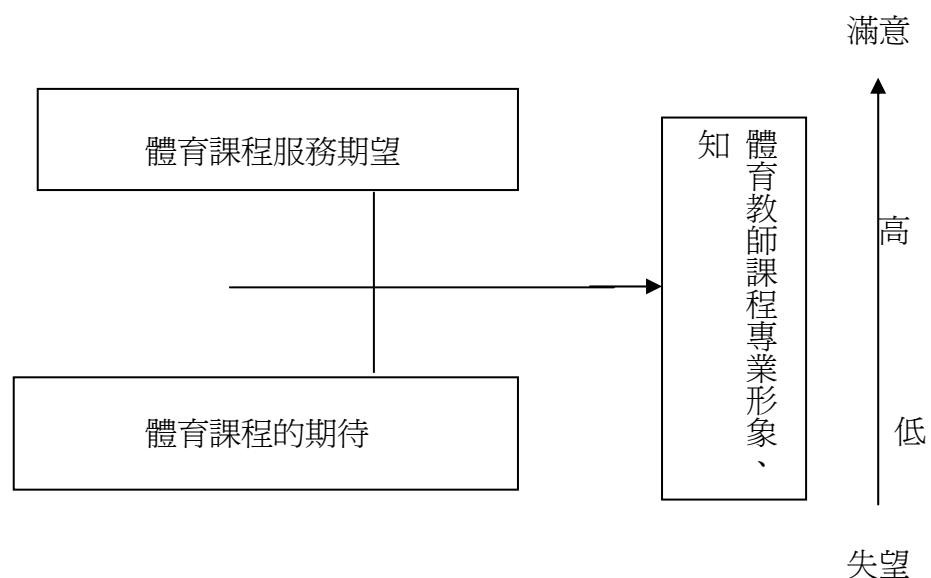 滿意
體育課程服務期望
體育教師課程專業形象、
知
高
體育課程的期待
低
失望